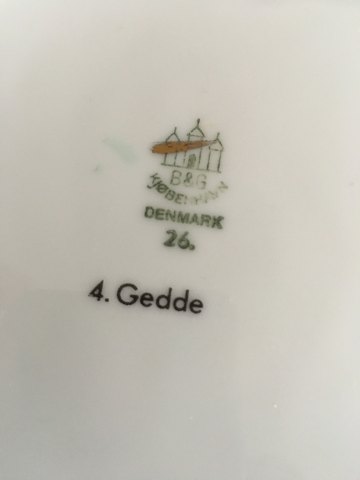 B&G
KJØBENHAVN
DENMARK
26.
4. Gedde